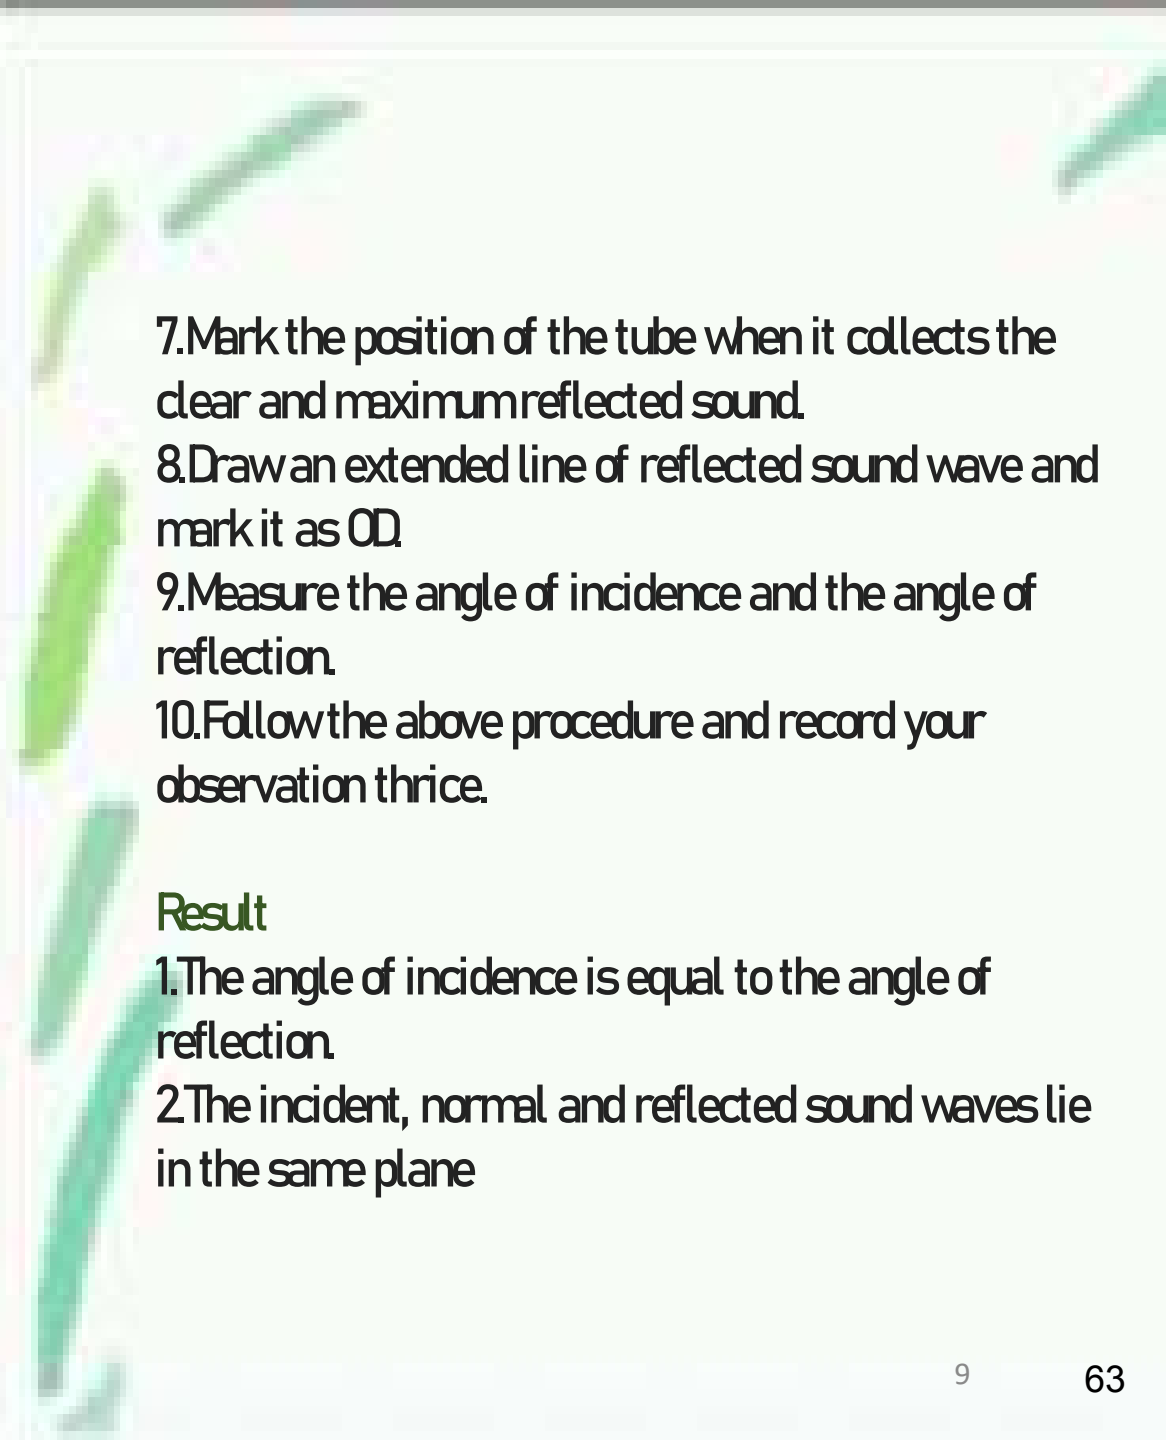 7.Mark the position of the tube when it collects the
clear and maximum reflected sound.
8.Draw an extended line of reflected sound wave and
mark it as OD.
9.Measure the angle of incidence and the angle of
reflection.
10.Follow the above procedure and record your
observation thrice.
Result
1.The angle of incidence is equal to the angle of
reflection.
2.The incident, normal and reflected sound waves lie
in the same plane
9 63